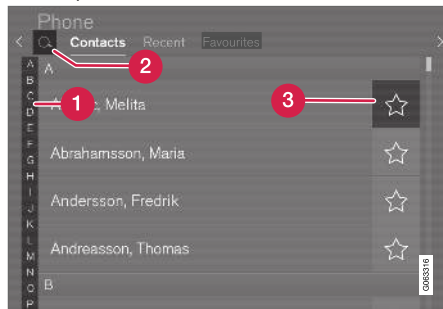 Phone
Contacts Recent Favourites
2
A
B
C
D
E
F
G
H
I
J
K
L
M
N
O
P
A
1
Melita
3
Abrahamsson, Maria
Andersson, Fredrik
Andreasson, Thomas
B
G063316